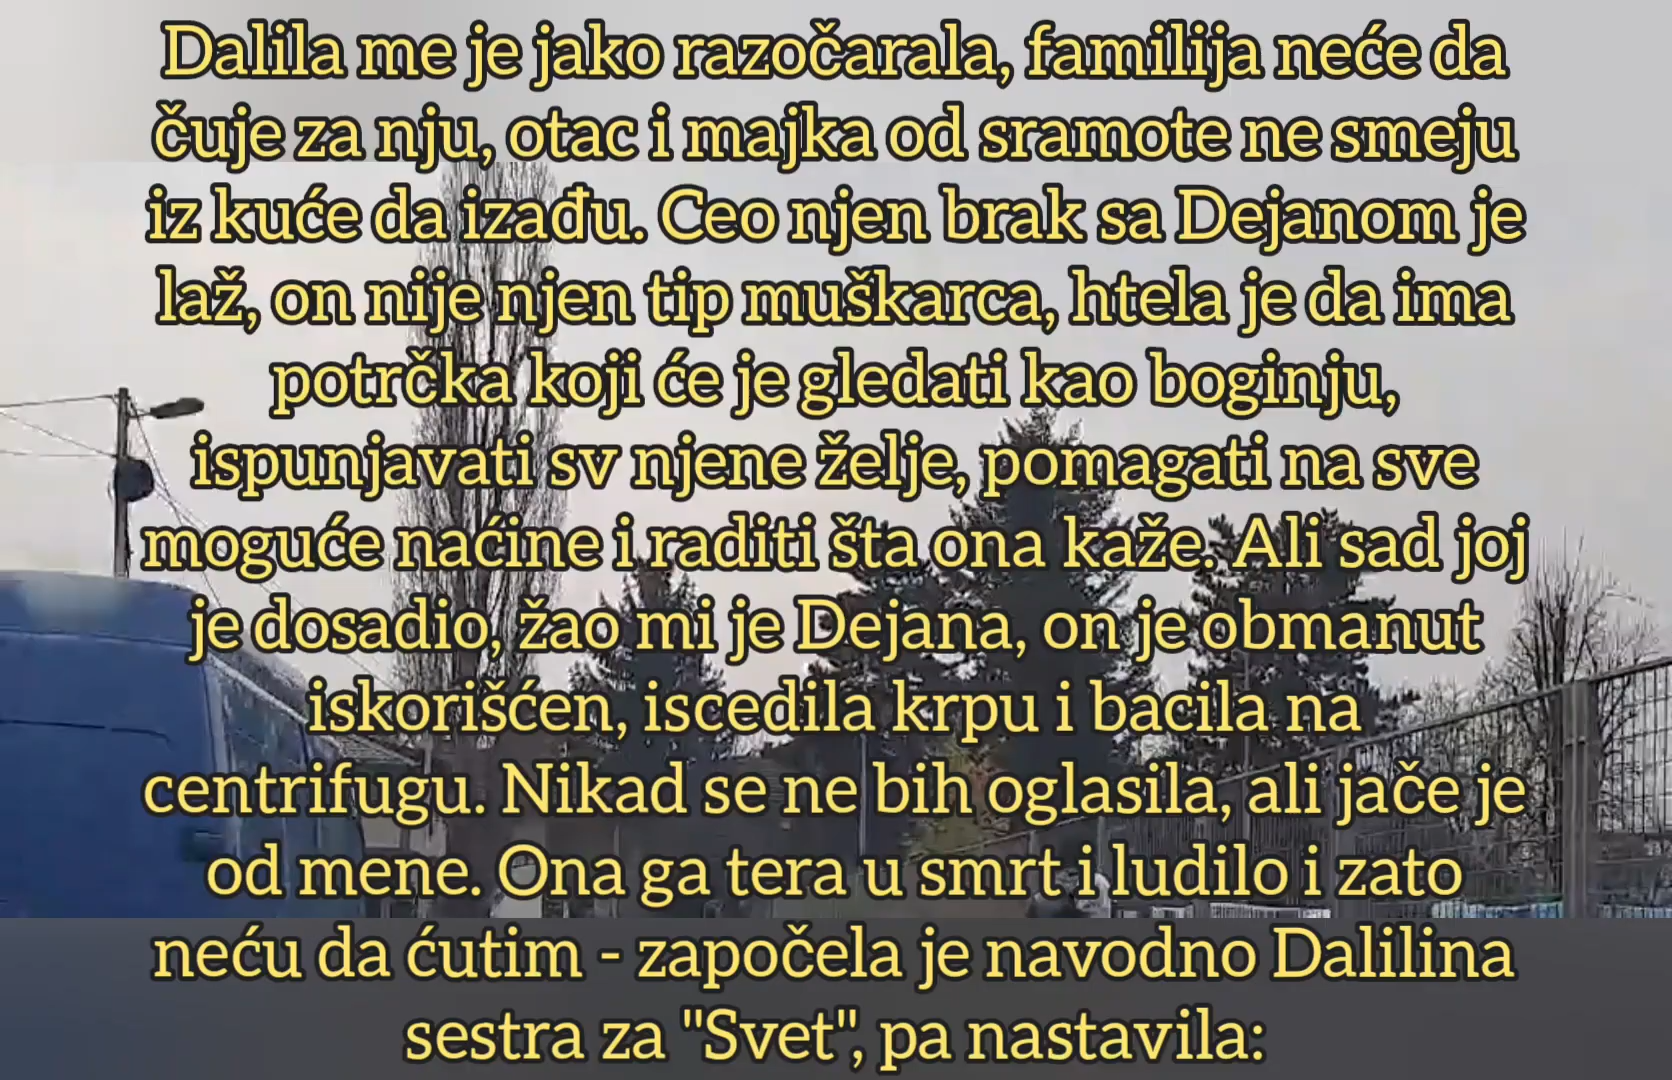 Dalila me je jako razočarala, familija neće da
čuje za nju, otac i majka od sramote ne smeju
iz kuće da izađu. Ceo njen brak sa Dejanom je
laž, on nije njen tip muškarca, htela je da ima
potrčka koji će je gledati kao boginju,
ispunjavati sv njene želje, pomagati na sve
moguće naćine i raditi šta ona kaže. Ali sad joj
je dosadio, žao mi je Dejana, on je obmanut
iskorišćen, iscedila krpu i bacila na
centrifugu. Nikad se ne bih oglasila, ali jače je
od mene. Ona ga tera u smrt i ludilo i zato
neću da ćutim - započela je navodno Dalilina
sestra za "Svet", pa nastavila: